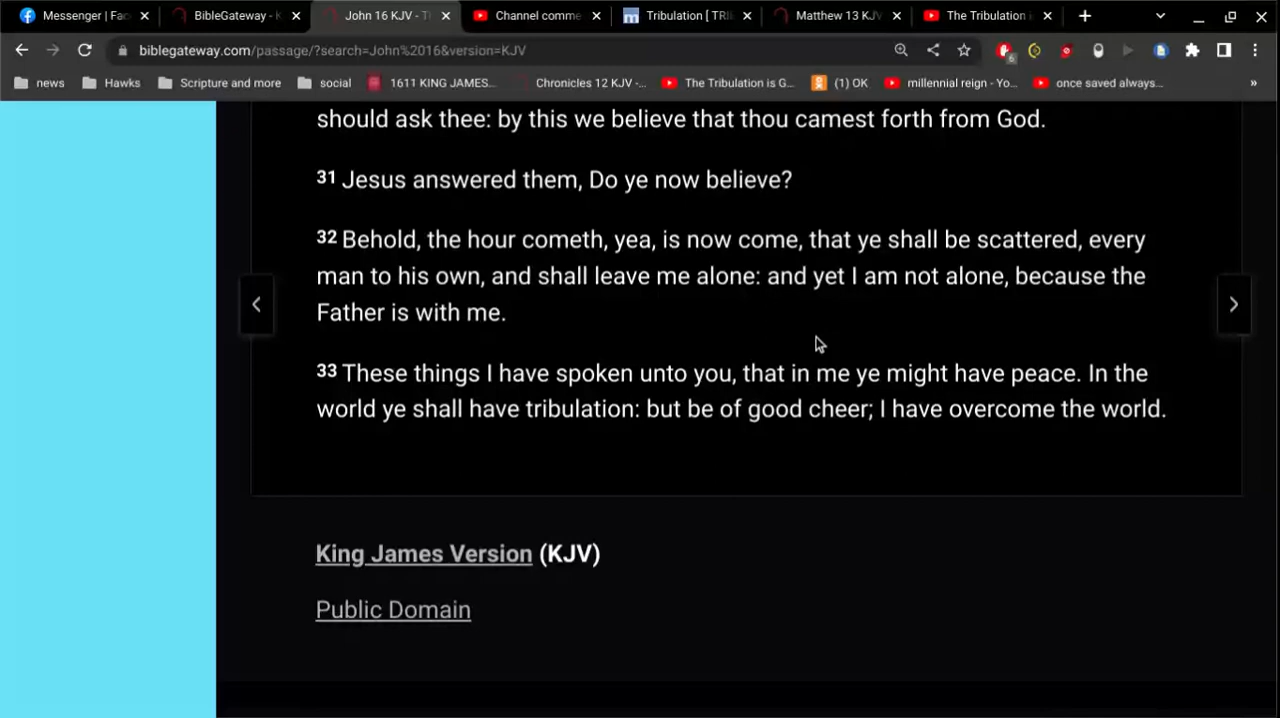 Messenger | Fac
BibleGateway - K
John 16 KJV - Th
Channel comme
Tribulation [ TRI
Matthew 13 KJV
The Tribulation i
biblegateway.com/passage/?search=John%2016&version=KJV
6
news
Hawks
Scripture and more
social
1611 KING JAMES...
Chronicles 12 KJV -...
The Tribulation is G...
(1) OK
millennial reign - Yo...
once saved always...
»
should ask thee: by this we believe that thou camest forth from God.
31 Jesus answered them, Do ye now believe?
32 Behold, the hour cometh, yea, is now come, that ye shall be scattered, every
man to his own, and shall leave me alone: and yet I am not alone, because the
Father is with me.
33 These things I have spoken unto you, that in me ye might have peace. In the
world ye shall have tribulation: but be of good cheer; I have overcome the world.
King James Version (KJV)
Public Domain